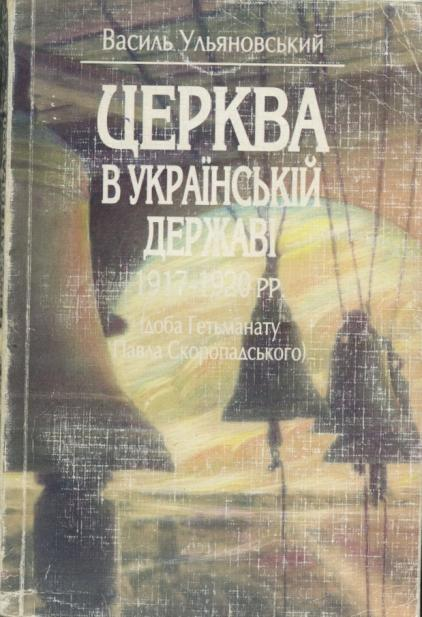 Василь Ульяновський
ЦЕРКВА
В УКРАЇНСЬКІЙ
ДЕРЖАВІ
1917-1920 РР.
(доба Гетьманату
Павла Скоропадського)